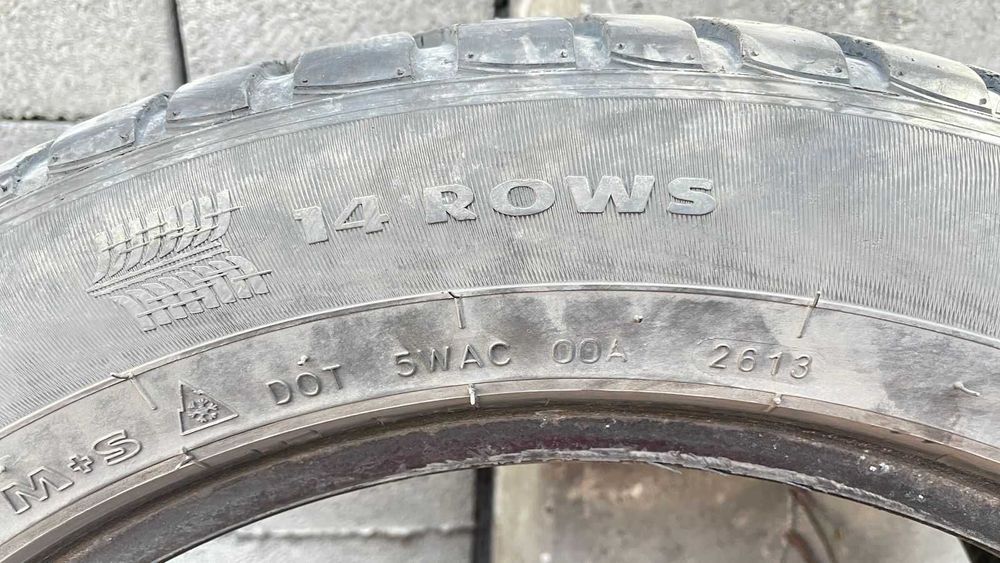 14 ROWS
M+S DOT 5WAC 00A 2613